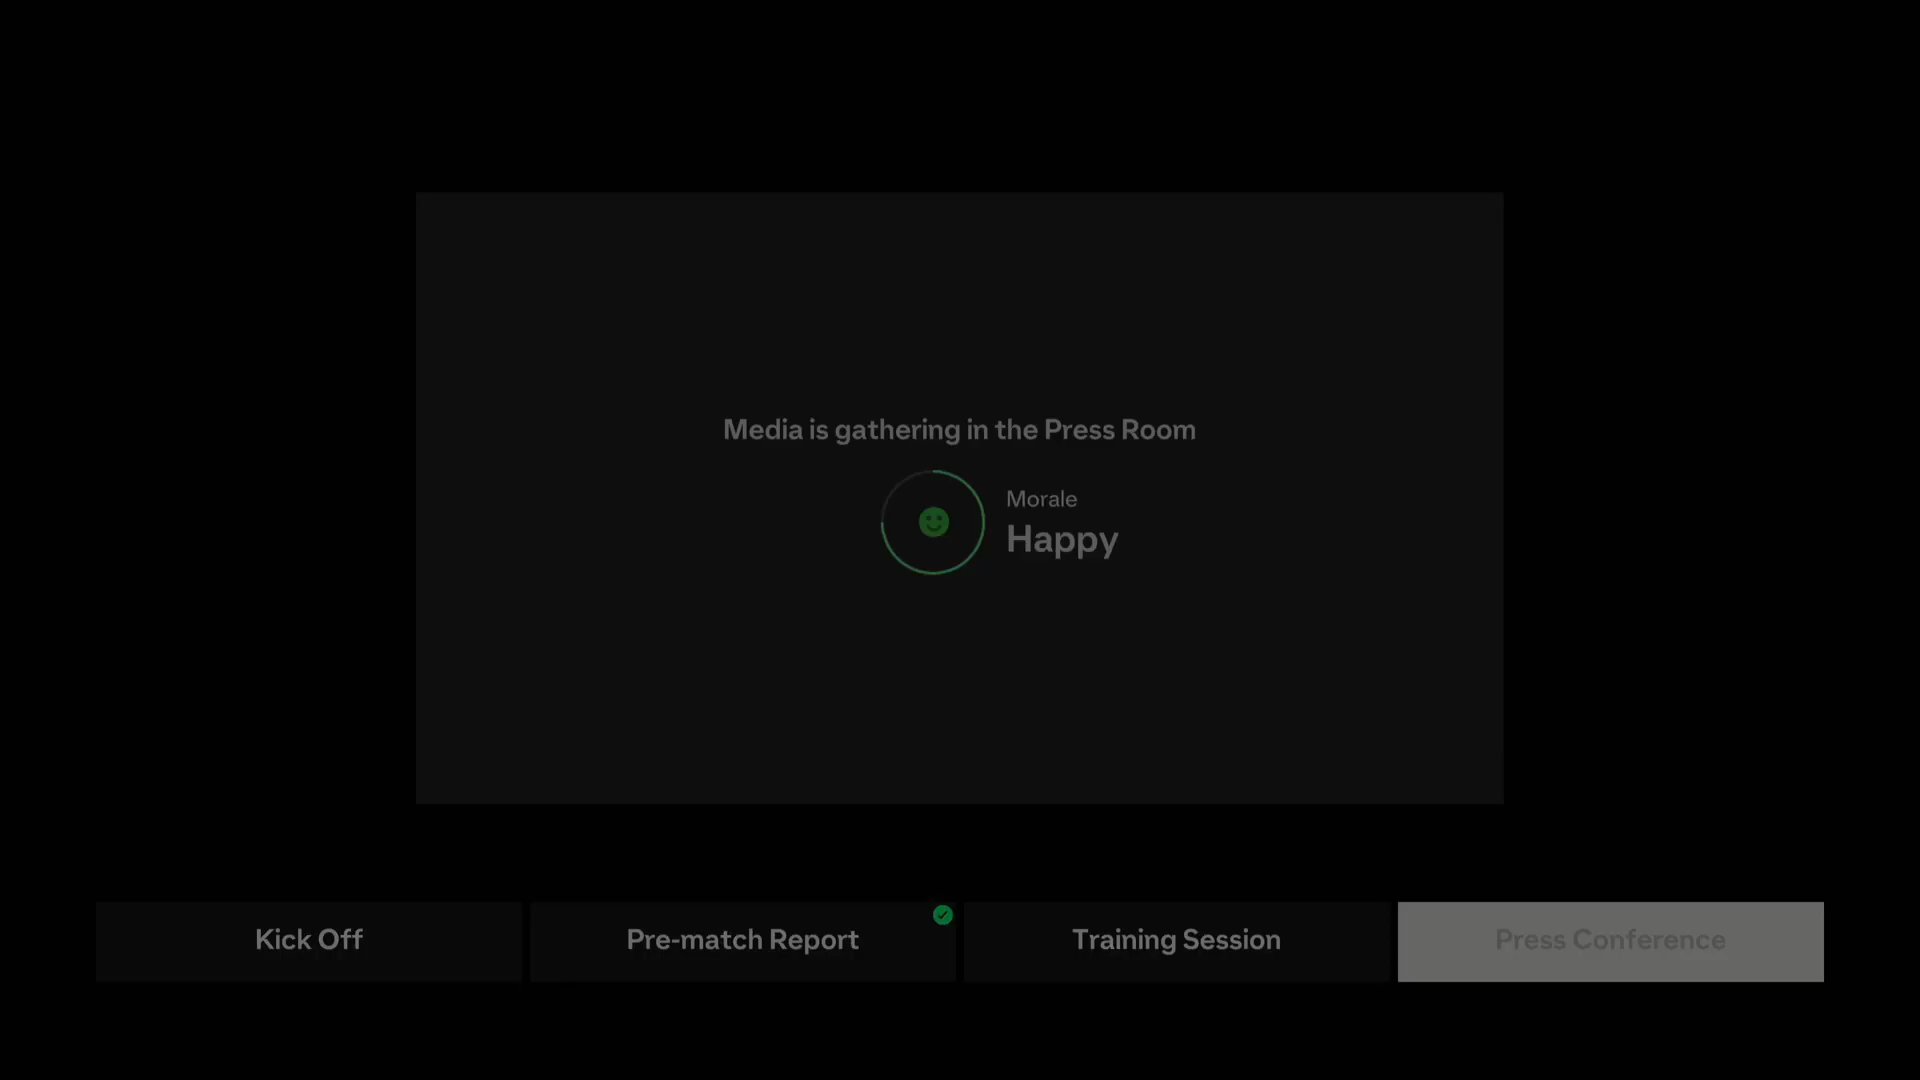 Media is gathering in the Press Room
Morale
Happy
Kick Off
Pre-match Report
Training Session
Press Conference